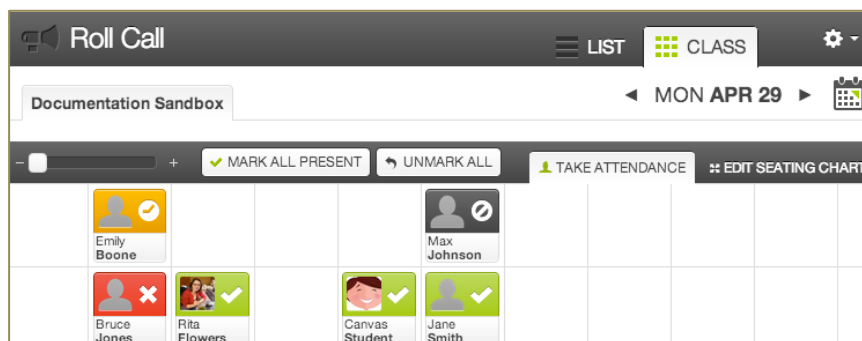 Roll Call
LIST
CLASS
Documentation Sandbox
MON APR 29
MARK ALL PRESENT
UNMARK ALL
TAKE ATTENDANCE
EDIT SEATING CHART
Emily
Boone
Max
Johnson
Bruce
Jones
Rita
Flowers
Canvas
Student
Jane
Smith